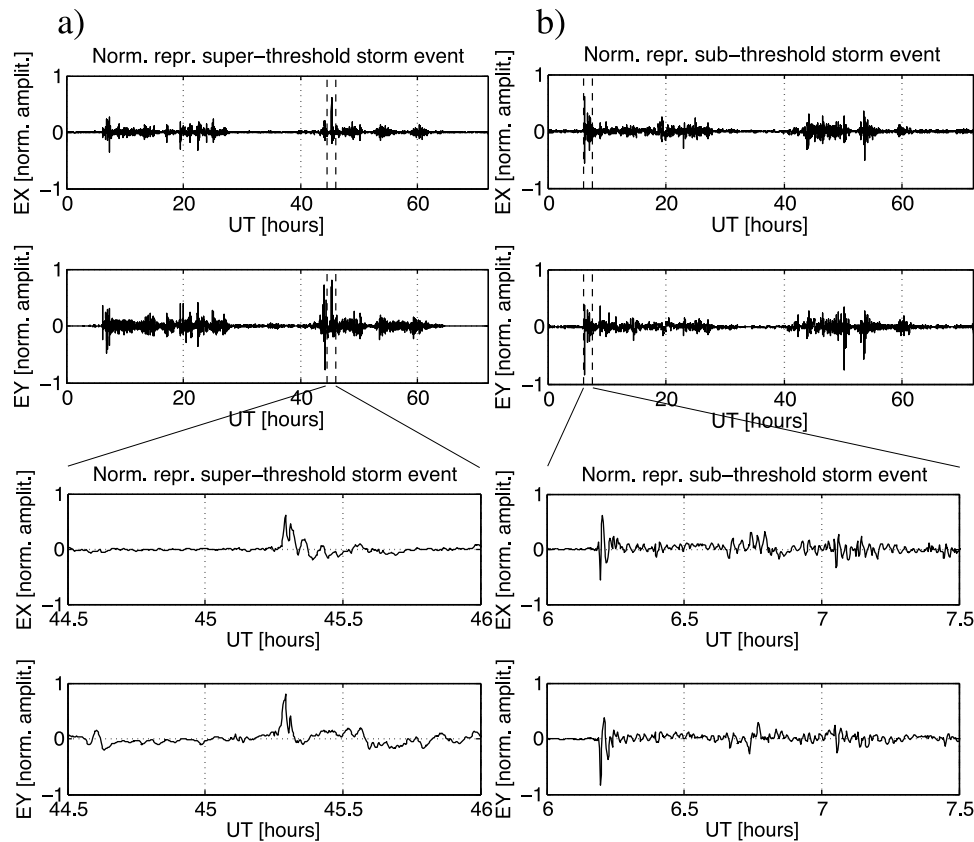 a)
Norm. repr. super−threshold storm event
EX [norm. amplit.]
1
0
−1
0 20 40 60
UT [hours]
EY [norm. amplit.]
1
0
−1
0 20 40 60
UT [hours]
Norm. repr. super−threshold storm event
EX [norm. amplit.]
1
0
−1
44.5 45 45.5 46
UT [hours]
EY [norm. amplit.]
1
0
−1
44.5 45 45.5 46
UT [hours]
b)
Norm. repr. sub−threshold storm event
EX [norm. amplit.]
1
0
−1
0 20 40 60
UT [hours]
EY [norm. amplit.]
1
0
−1
0 20 40 60
UT [hours]
Norm. repr. sub−threshold storm event
EX [norm. amplit.]
1
0
−1
6 6.5 7 7.5
UT [hours]
EY [norm. amplit.]
1
0
−1
6 6.5 7 7.5
UT [hours]